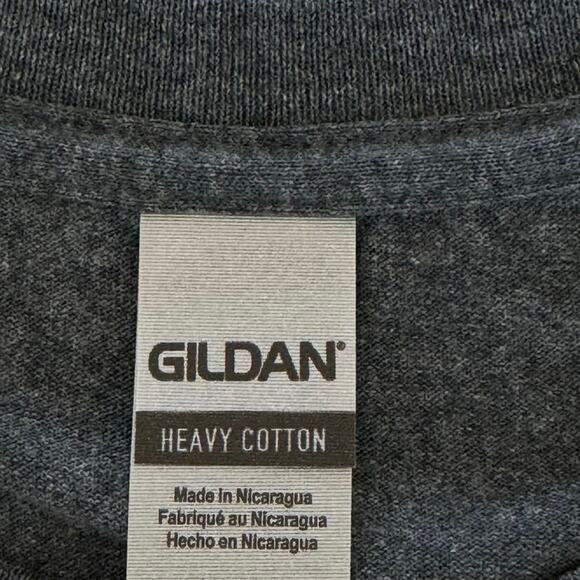 GILDAN®
HEAVY COTTON
Made in Nicaragua
Fabriqué au Nicaragua
Hecho en Nicaragua